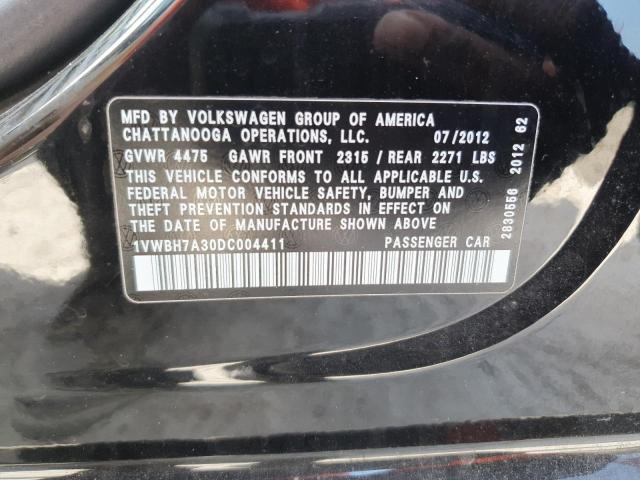 MFD BY VOLKSWAGEN GROUP OF AMERICA
CHATTANOOGA OPERATIONS, LLC. 07/2012
GVWR 4475 GAWR FRONT 2315 / REAR 2271 LBS
THIS VEHICLE CONFORMS TO ALL APPLICABLE U.S.
FEDERAL MOTOR VEHICLE SAFETY, BUMPER AND
THEFT PREVENTION STANDARDS IN EFFECT ON
THE DATE OF MANUFACTURE SHOWN ABOVE
1VWBH7A30DC004411 PASSENGER CAR
2830556 2012 62